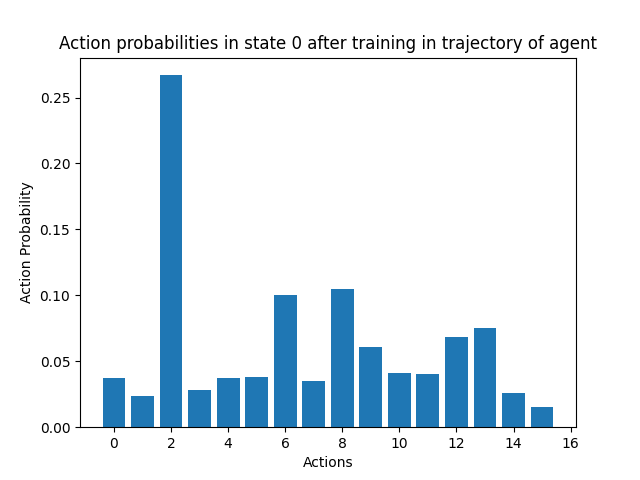 Action probabilities in state 0 after training in trajectory of agent
0.25
0.20
0.15
0.10
0.05
0.00
Action Probability
0 2 4 6 8 10 12 14 16
Actions